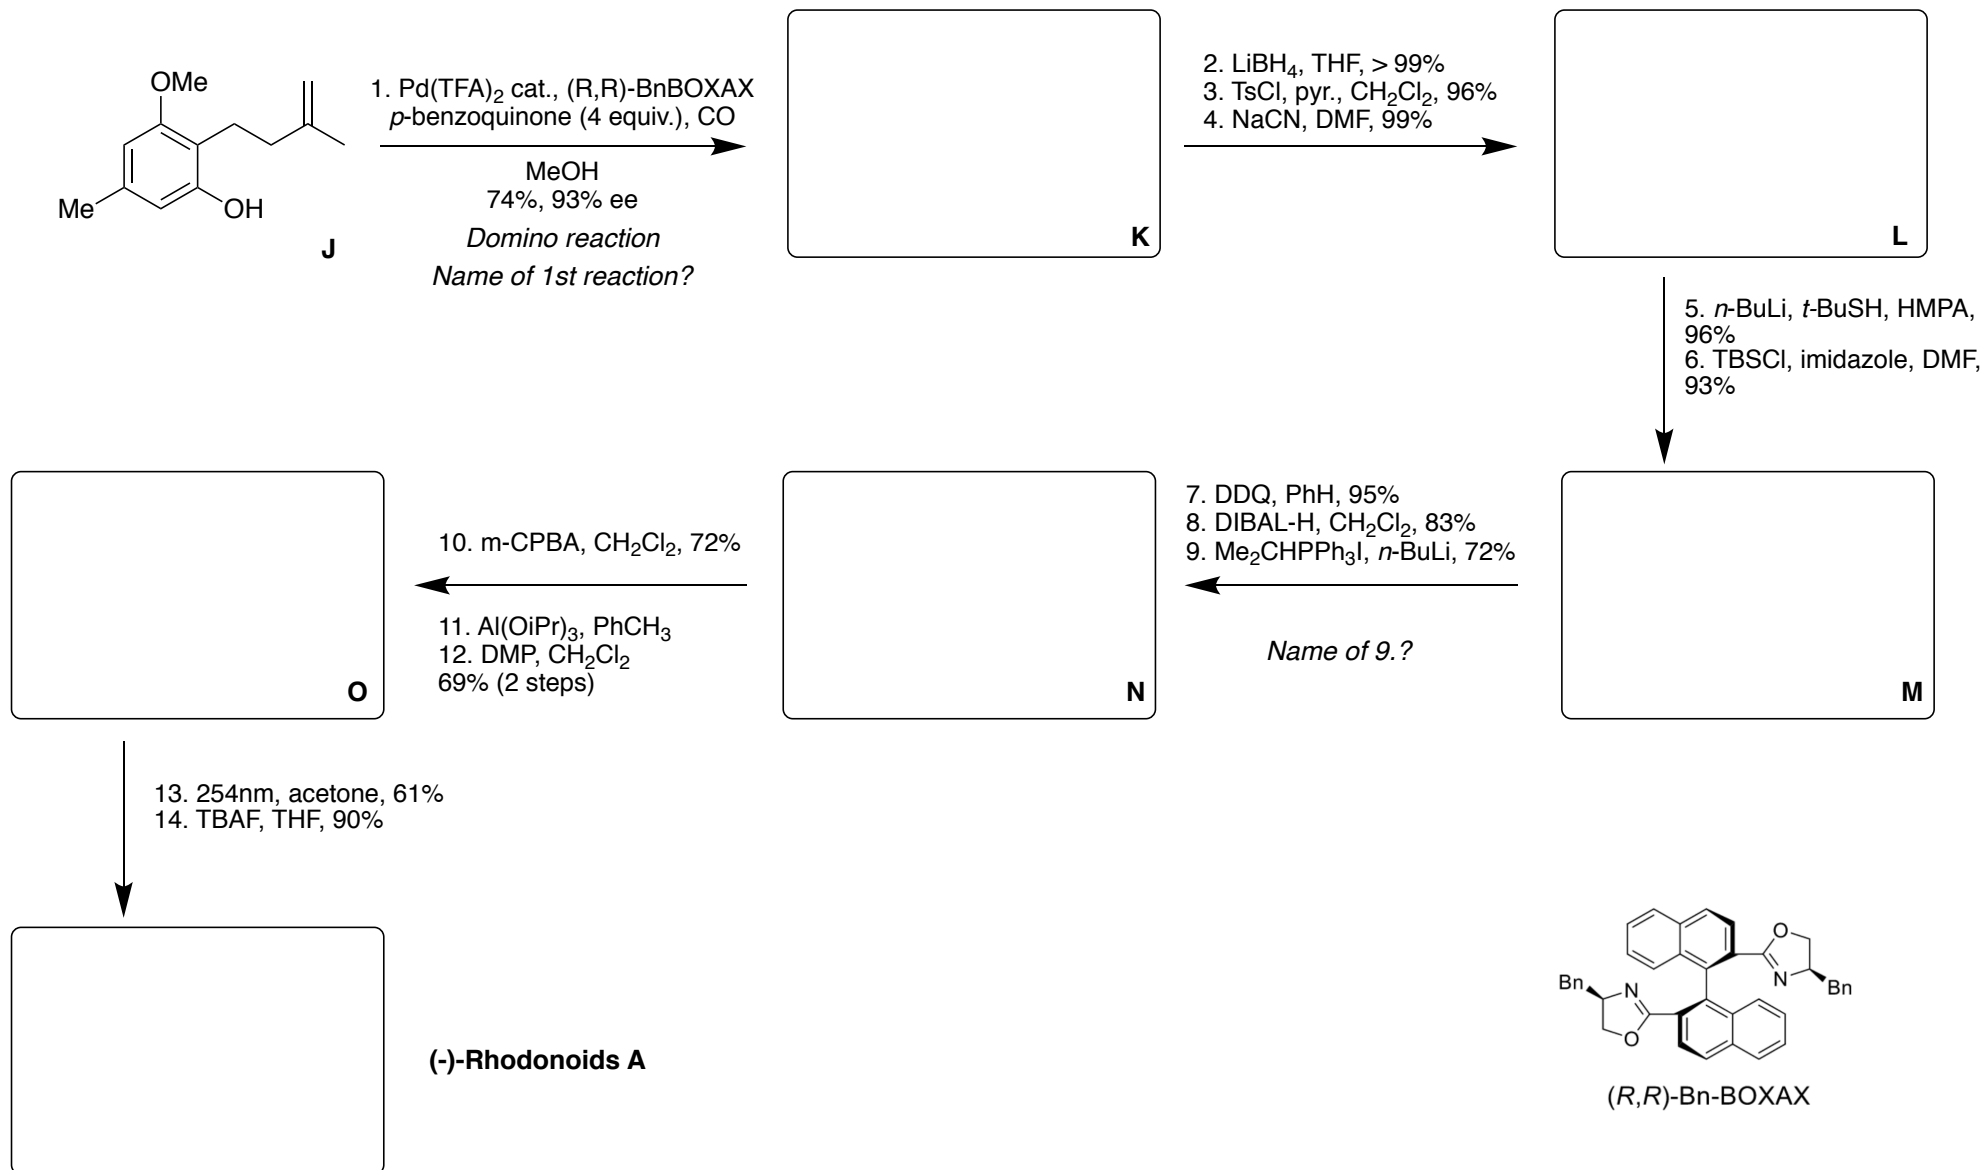 OMe
Me
OH
J
1. Pd(TFA)2 cat., (R,R)-BnBOXAX
p-benzoquinone (4 equiv.), CO
MeOH
74%, 93% ee
Domino reaction
Name of 1st reaction?
K
2. LiBH4, THF, > 99%
3. TsCl, pyr., CH2Cl2, 96%
4. NaCN, DMF, 99%
L
5. n-BuLi, t-BuSH, HMPA,
96%
6. TBSCl, imidazole, DMF,
93%
M
7. DDQ, PhH, 95%
8. DIBAL-H, CH2Cl2, 83%
9. Me2CHPPh3I, n-BuLi, 72%
Name of 9.?
N
10. m-CPBA, CH2Cl2, 72%
11. Al(OiPr)3, PhCH3
12. DMP, CH2Cl2
69% (2 steps)
O
13. 254nm, acetone, 61%
14. TBAF, THF, 90%
(-)-Rhodonoids A
O
N
Bn
Bn
N
O
(R,R)-Bn-BOXAX